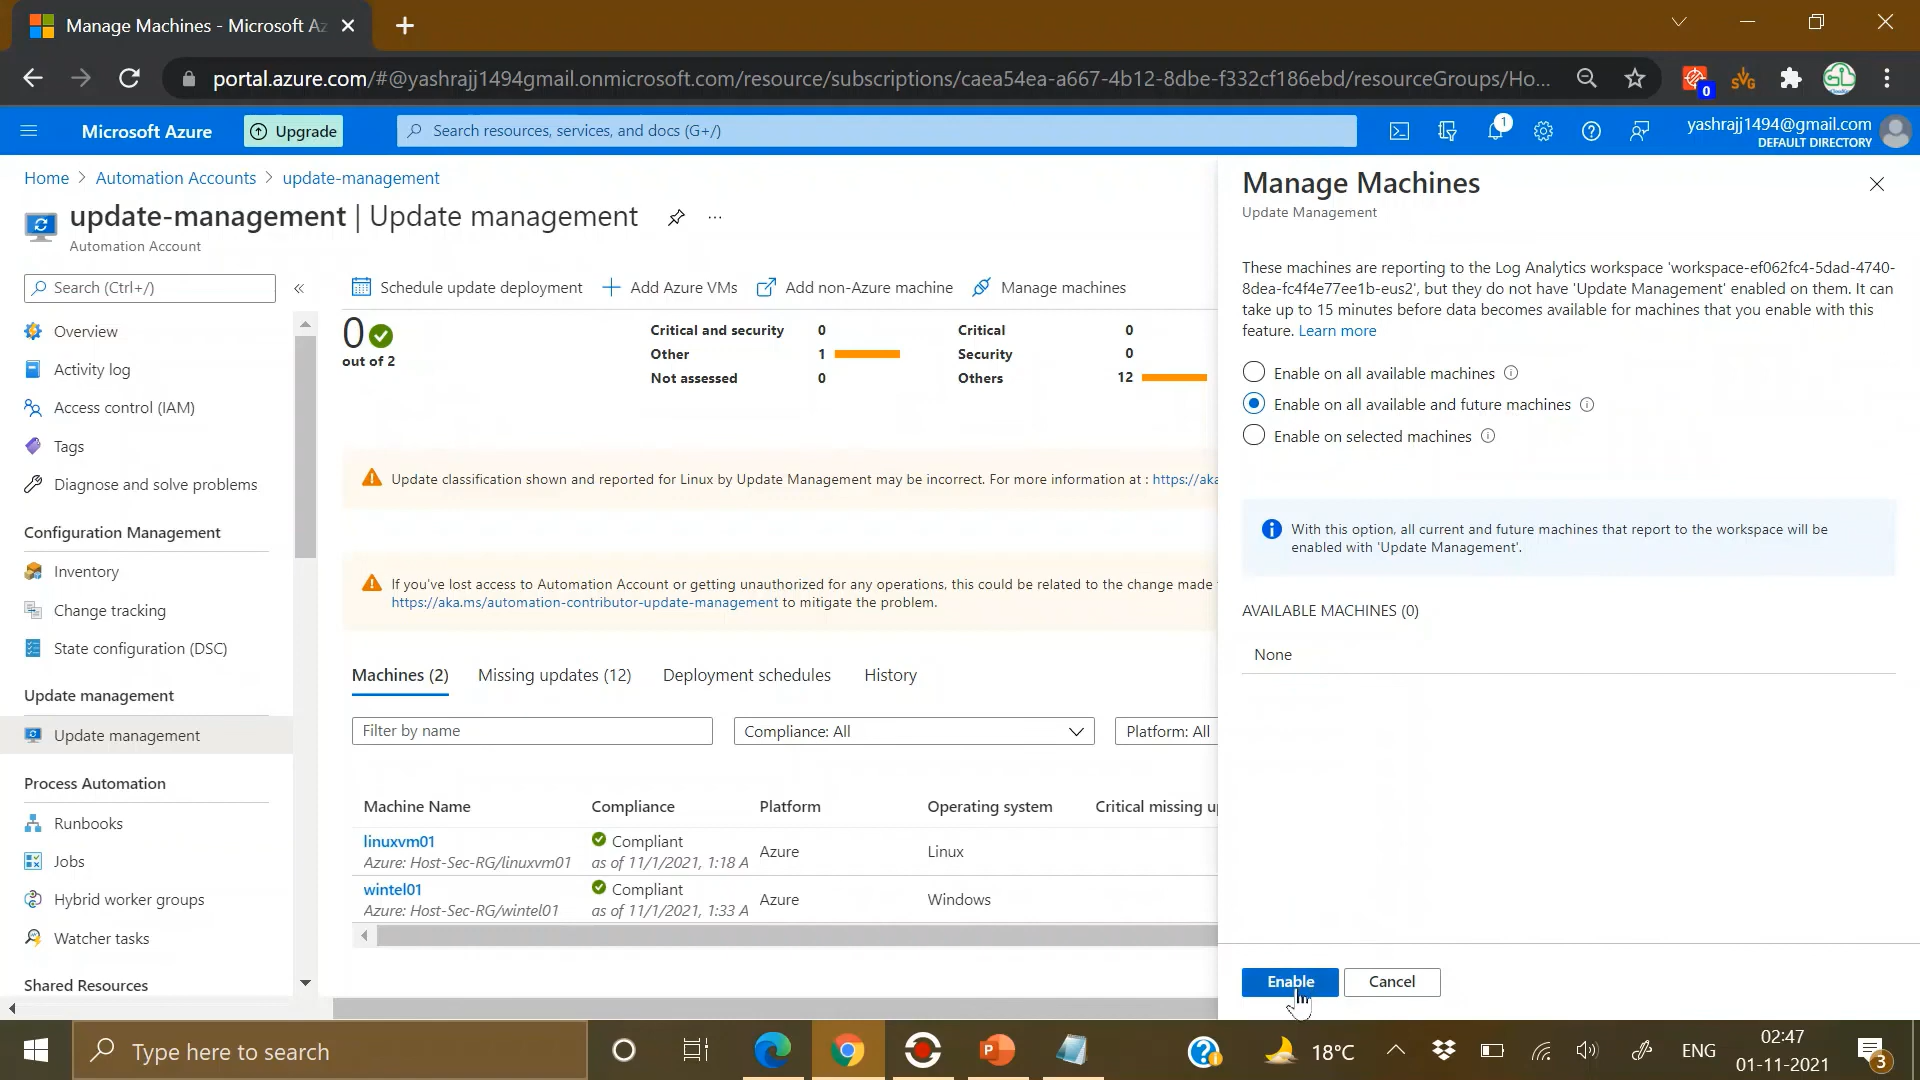 Manage Machines - Microsoft Az
portal.azure.com/#@yashrajj1494gmail.onmicrosoft.com/resource/subscriptions/caea54ea-a667-4b12-8dbe-f332cf186ebd/resourceGroups/Ho...
0
SVG
Microsoft Azure
Upgrade
Search resources, services, and docs (G+/)
1
yashrajj1494@gmail.com
DEFAULT DIRECTORY
Home > Automation Accounts > update-management
update-management | Update management
...
Automation Account
Search (Ctrl+/)
«
Overview
Activity log
Access control (IAM)
Tags
Diagnose and solve problems
Configuration Management
Inventory
Change tracking
State configuration (DSC)
Update management
Update management
Process Automation
Runbooks
Jobs
Hybrid worker groups
Watcher tasks
Shared Resources
Schedule update deployment
Add Azure VMs
Add non-Azure machine
Manage machines
0
out of 2
Critical and security 0
Other 1
Not assessed 0
Critical 0
Security 0
Others 12
Update classification shown and reported for Linux by Update Management may be incorrect. For more information at : https://aka
If you've lost access to Automation Account or getting unauthorized for any operations, this could be related to the change made
https://aka.ms/automation-contributor-update-management to mitigate the problem.
Machines (2)
Missing updates (12)
Deployment schedules
History
Filter by name
Compliance: All
Platform: All
Machine Name
Compliance
Platform
Operating system
Critical missing up
linuxvm01
Azure: Host-Sec-RG/linuxvm01
Compliant
as of 11/1/2021, 1:18 A
Azure
Linux
wintel01
Azure: Host-Sec-RG/wintel01
Compliant
as of 11/1/2021, 1:33 A
Azure
Windows
Manage Machines
Update Management
These machines are reporting to the Log Analytics workspace 'workspace-ef062fc4-5dad-4740-
8dea-fc4f4e77ee1b-eus2', but they do not have 'Update Management' enabled on them. It can
take up to 15 minutes before data becomes available for machines that you enable with this
feature. Learn more
Enable on all available machines
Enable on all available and future machines
Enable on selected machines
With this option, all current and future machines that report to the workspace will be
enabled with 'Update Management'.
AVAILABLE MACHINES (0)
None
Enable
Cancel
Type here to search
P
18°C
ENG
02:47
01-11-2021
3